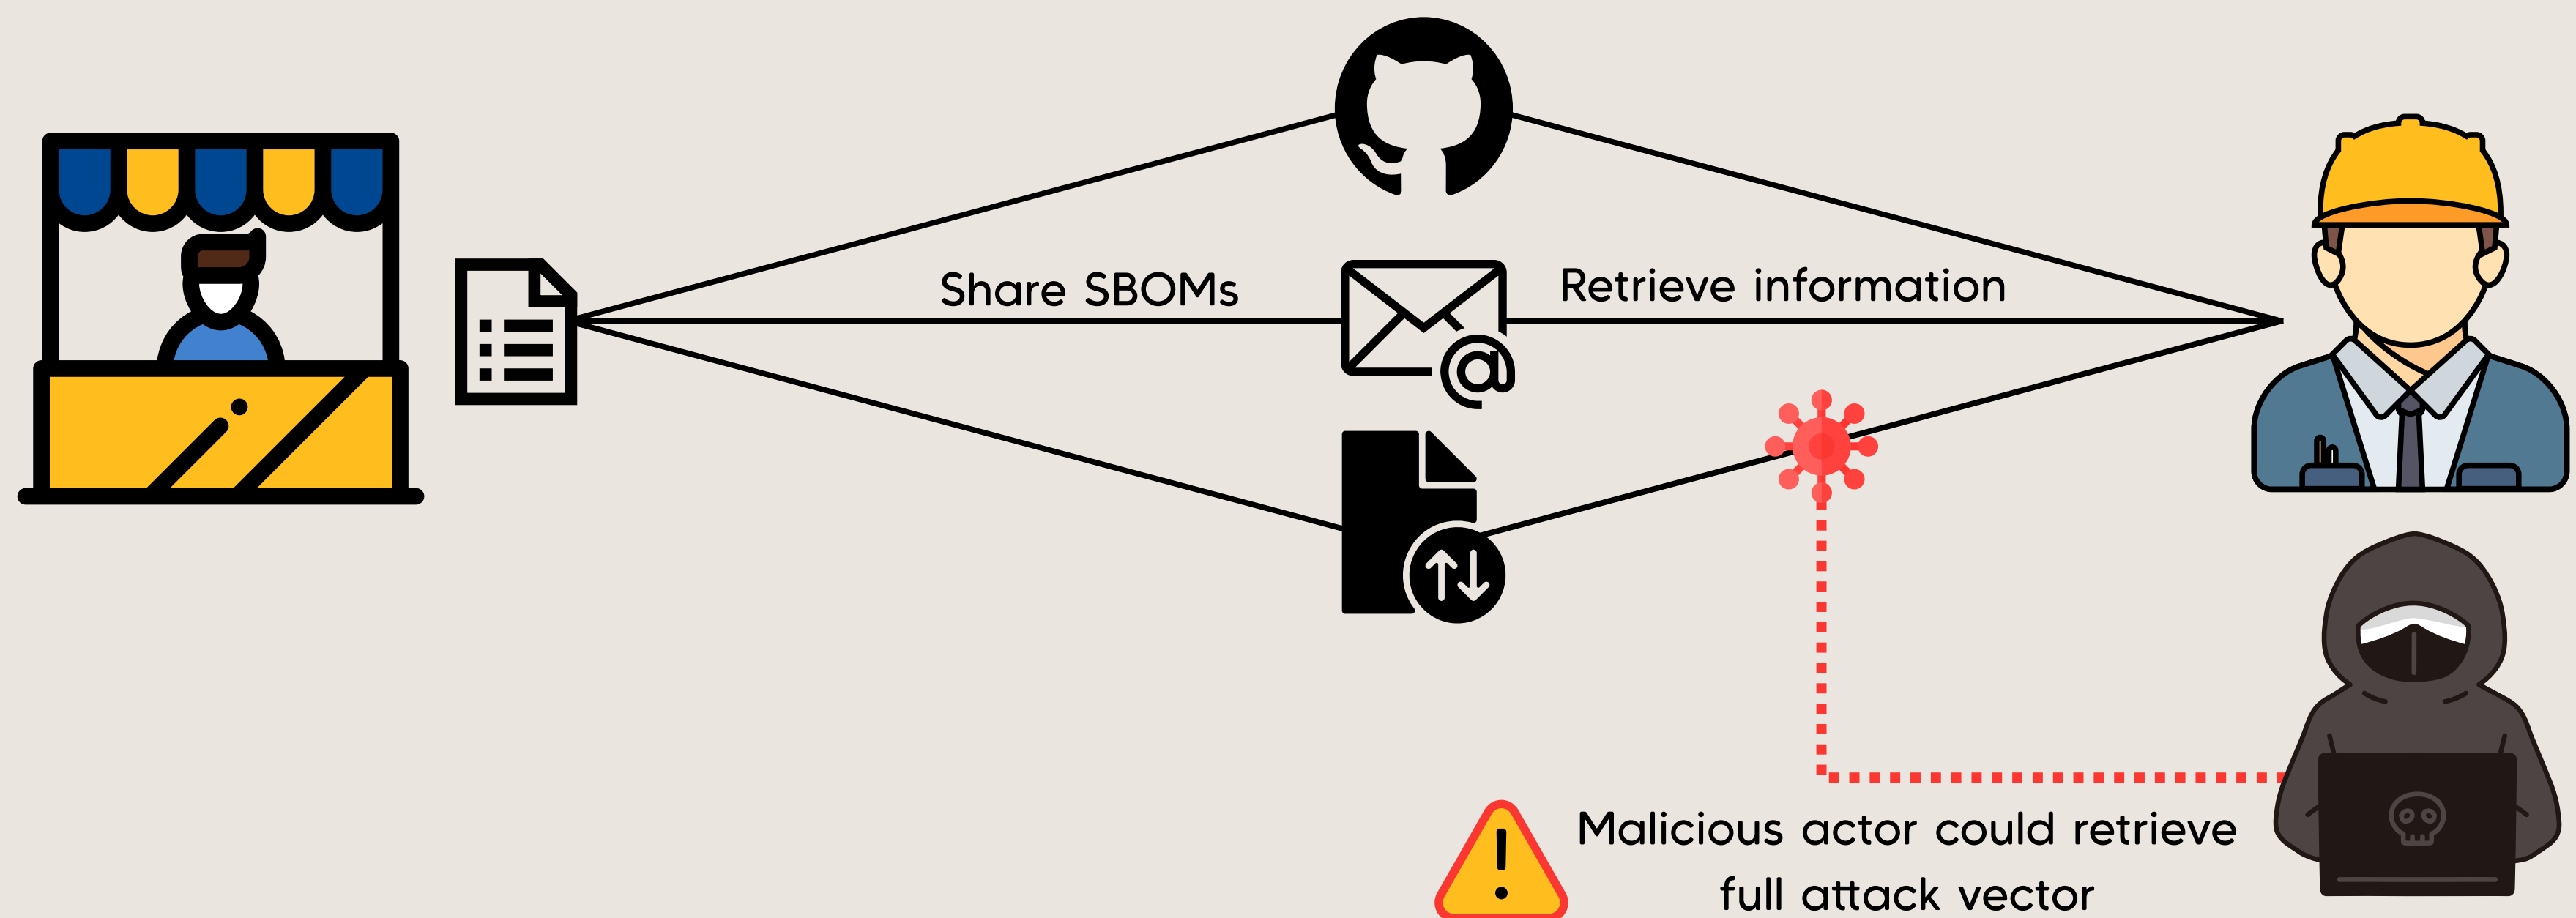 Share SBOMs
Retrieve information
@
!
Malicious actor could retrieve
full attack vector